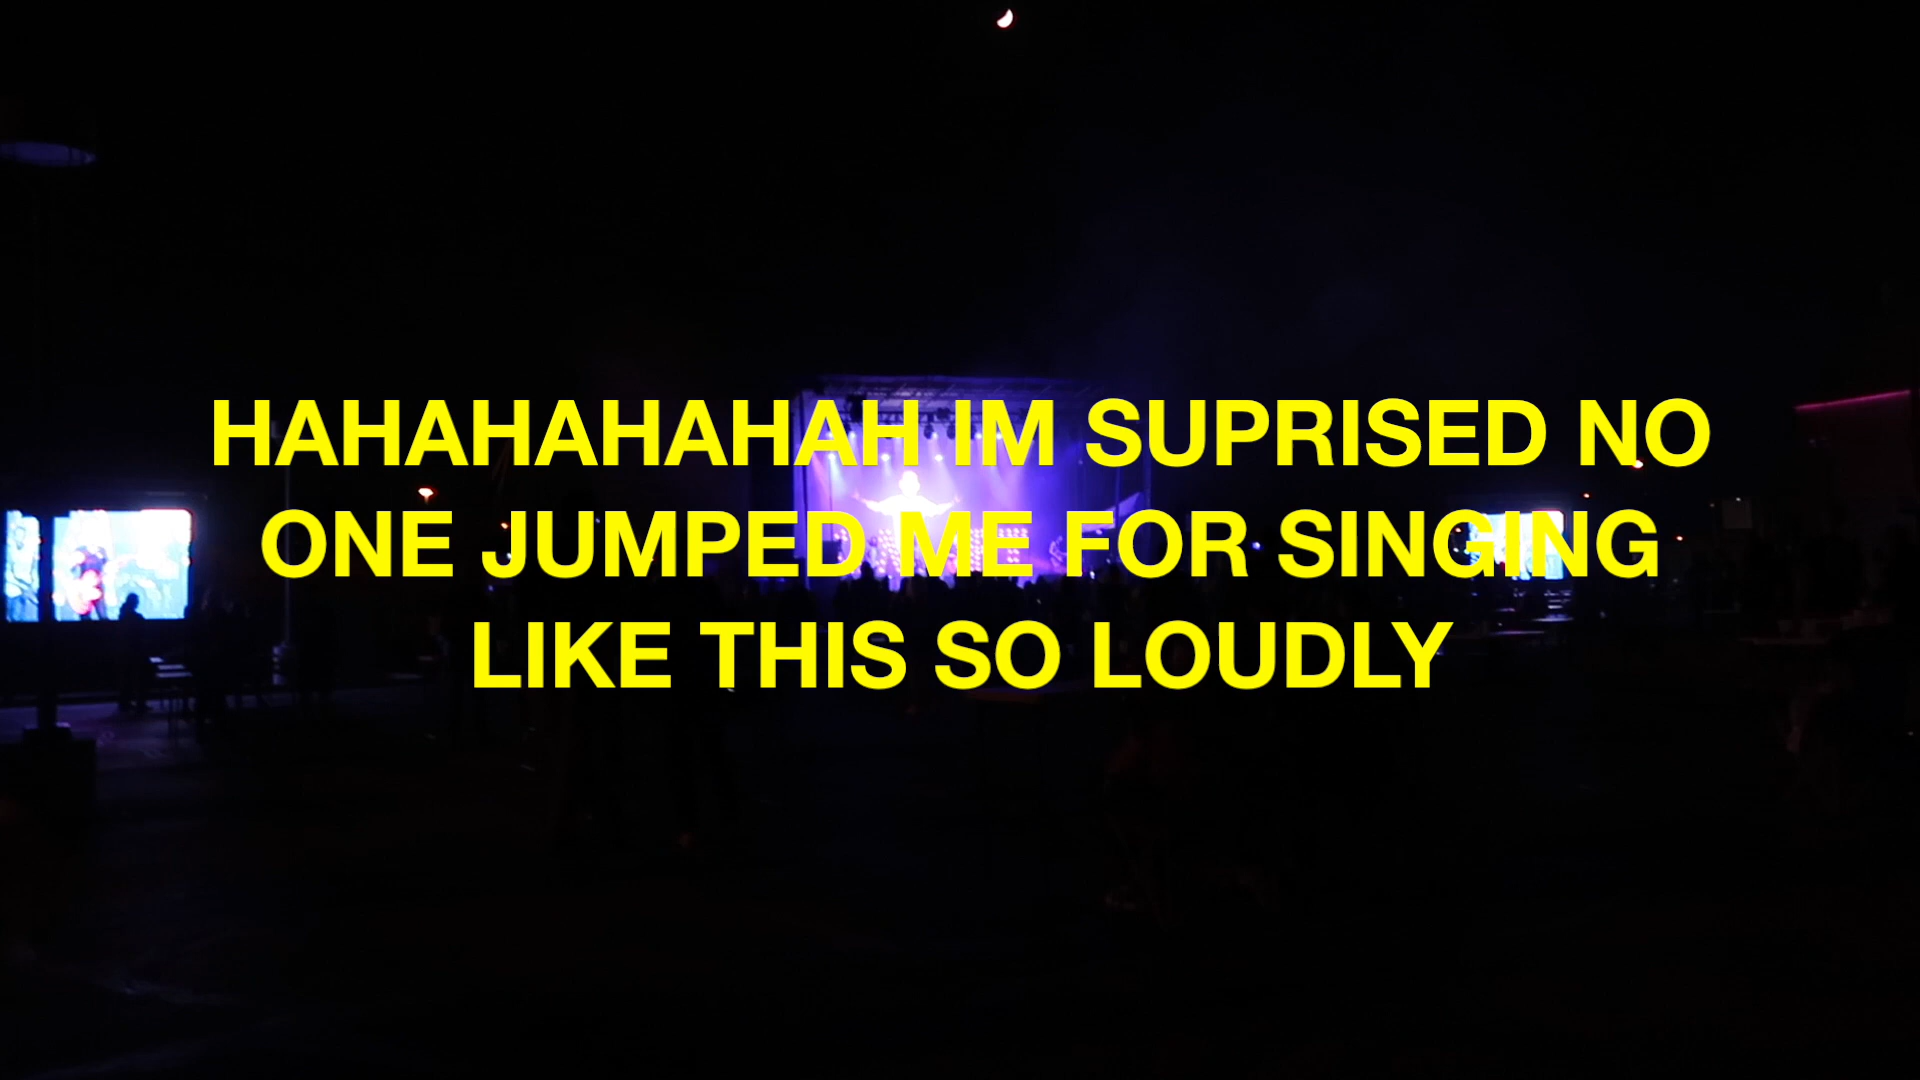 HAHAHAHAHAH IM SUPRISED NO
ONE JUMPED ME FOR SINGING
LIKE THIS SO LOUDLY